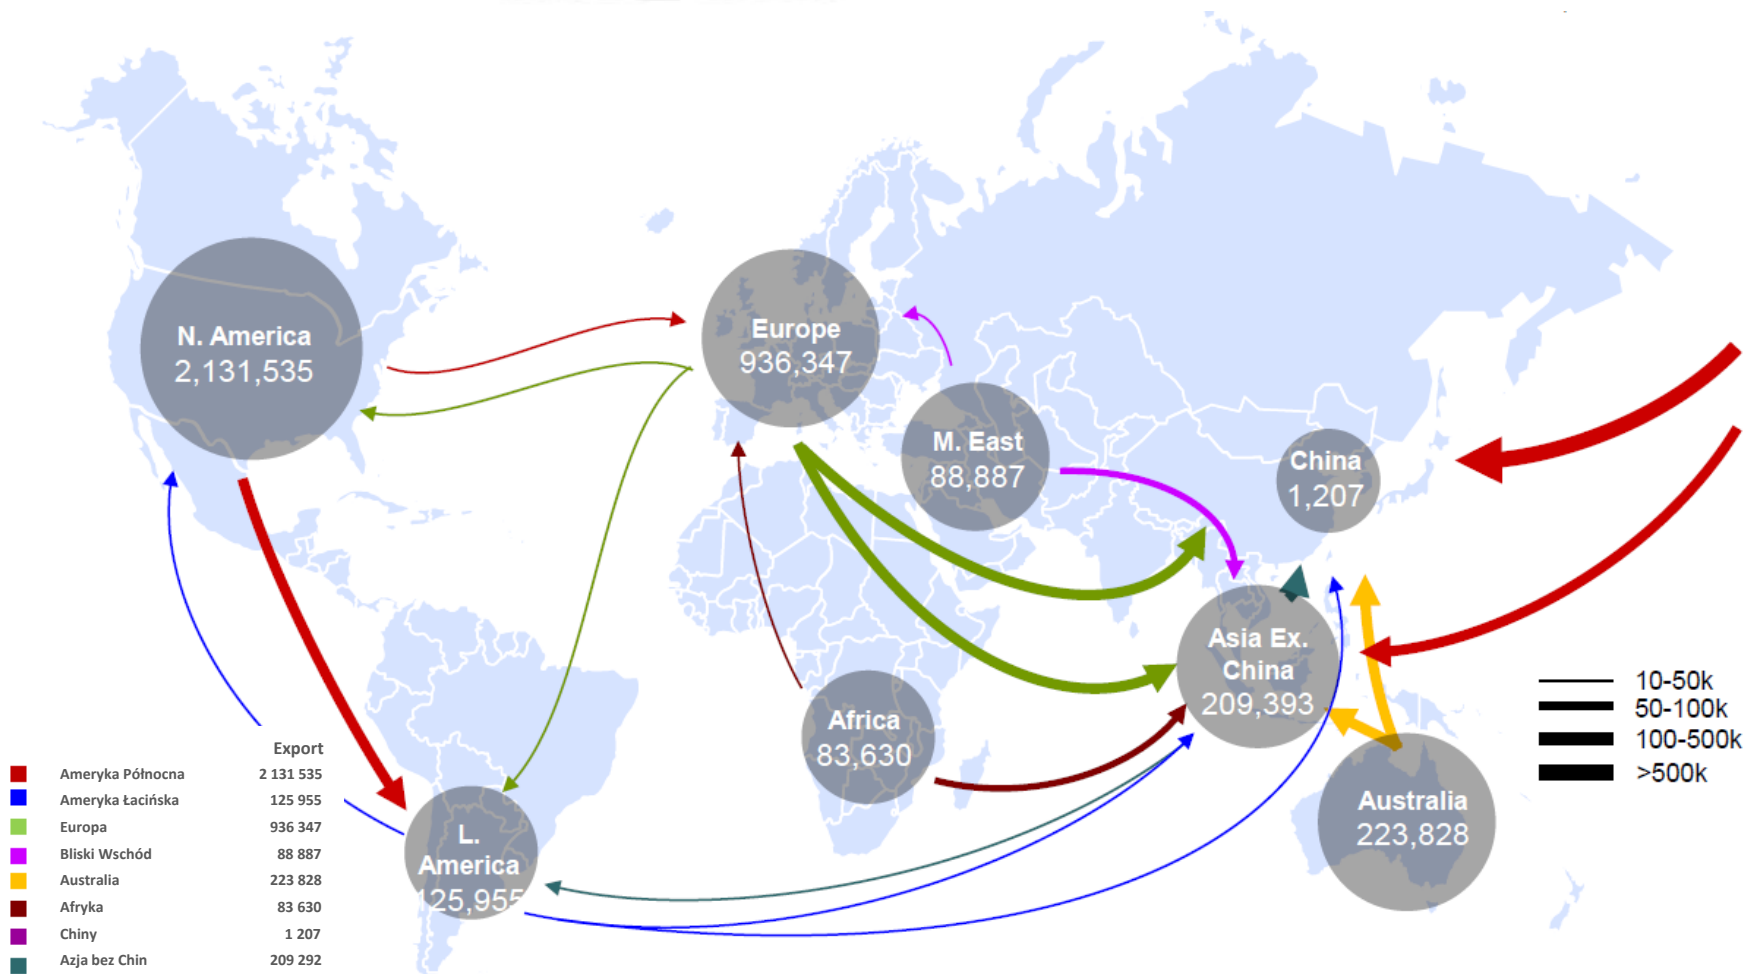 N. America
2,131,535
Europe
936,347
M. East
88,887
China
1,207
Asia Ex.
China
209,393
Africa
83,630
Australia
223,828
L.
America
125,955
10-50k
50-100k
100-500k
>500k
Export
Ameryka Północna 2 131 535
Ameryka Łacińska 125 955
Europa 936 347
Bliski Wschód 88 887
Australia 223 828
Afryka 83 630
Chiny 1 207
Azja bez Chin 209 292